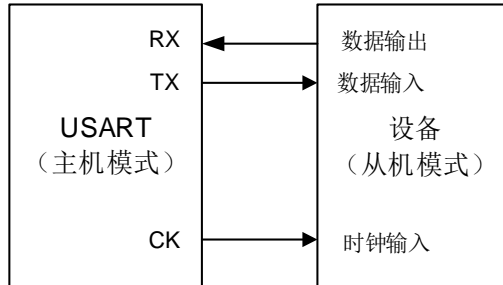 RX
数据输出
TX
数据输入
USART
（主机模式）
设备
（从机模式）
CK
时钟输入